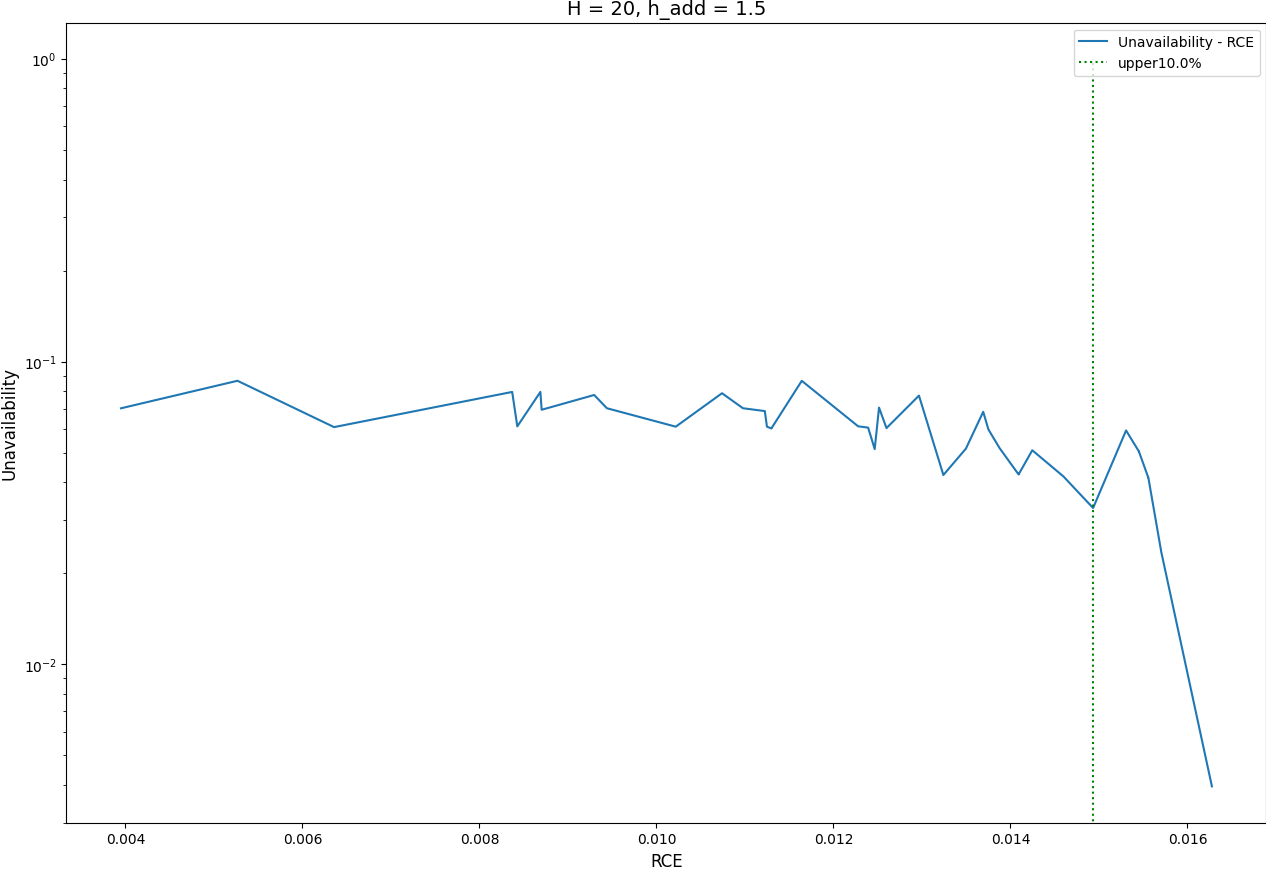 H = 20, h_add = 1.5
Unavailability - RCE
upper10.0%
10⁰
10⁻¹
10⁻²
Unavailability
0.004 0.006 0.008 0.010 0.012 0.014 0.016
RCE